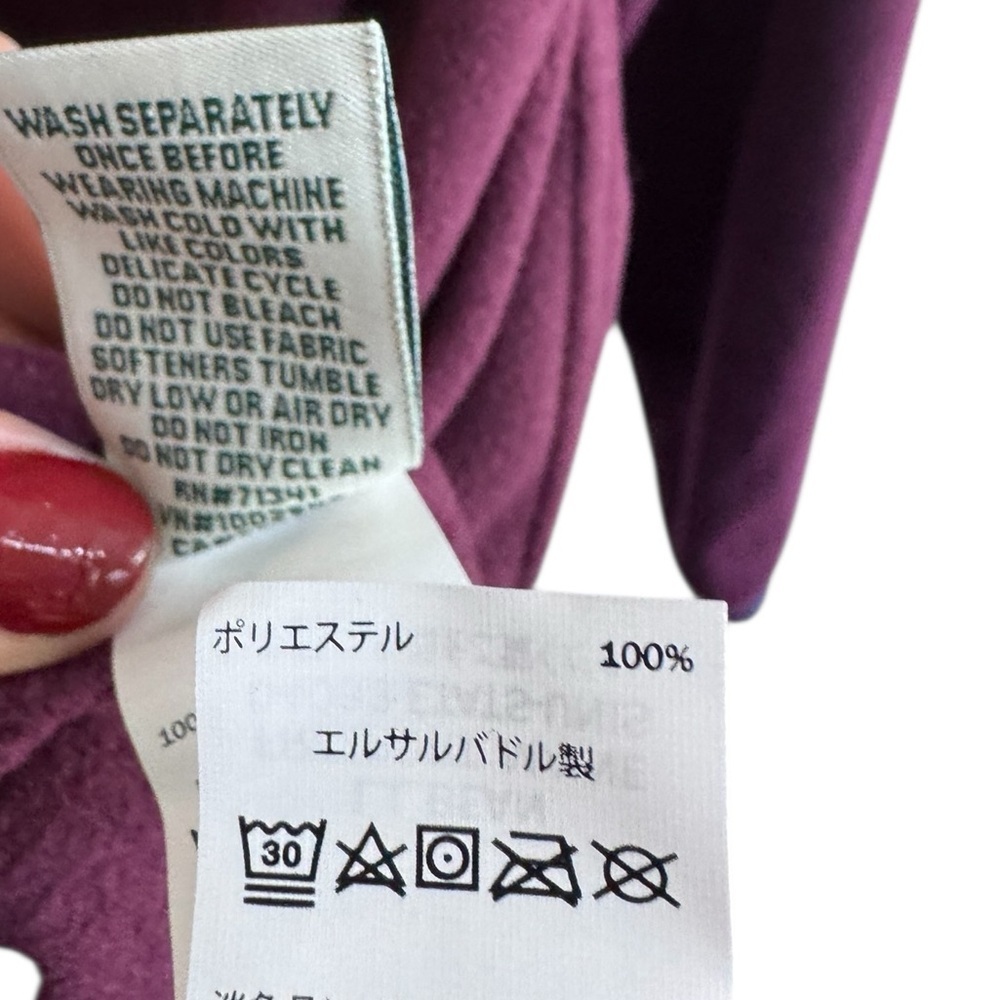 WASH SEPARATELY
ONCE BEFORE
WEARING MACHINE
WASH COLD WITH
LIKE COLORS
DELICATE CYCLE
DO NOT BLEACH
DO NOT USE FABRIC
SOFTENERS TUMBLE
DRY LOW OR AIR DRY
DO NOT IRON
DO NOT DRY CLEAN
RN#71341
ポリエステル 100%
エルサルバドル製
30